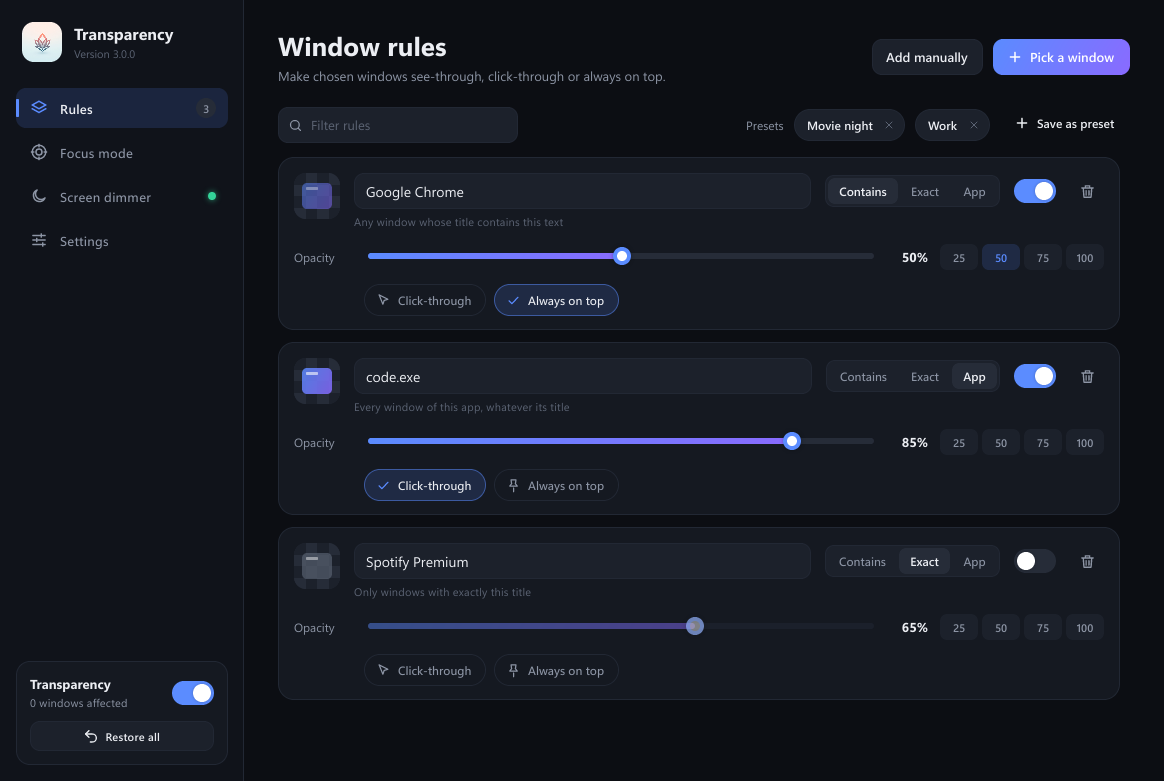 Transparency
Version 3.0.0
Rules 3
Focus mode
Screen dimmer
Settings
Transparency
0 windows affected
Restore all
Window rules
Make chosen windows see-through, click-through or always on top.
Add manually
Pick a window
Filter rules
Presets Movie night Work Save as preset
Google Chrome Contains Exact App
Any window whose title contains this text
Opacity 50% 25 50 75 100
Click-through Always on top
code.exe Contains Exact App
Every window of this app, whatever its title
Opacity 85% 25 50 75 100
Click-through Always on top
Spotify Premium Contains Exact App
Only windows with exactly this title
Opacity 65% 25 50 75 100
Click-through Always on top